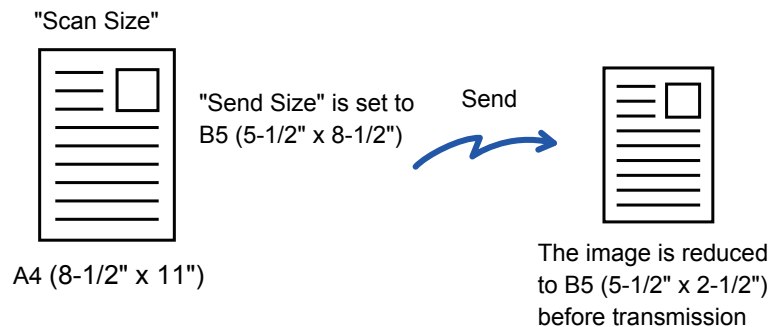 "Scan Size"
"Send Size" is set to
B5 (5-1/2" x 8-1/2")
Send
A4 (8-1/2" x 11")
The image is reduced
to B5 (5-1/2" x 2-1/2")
before transmission